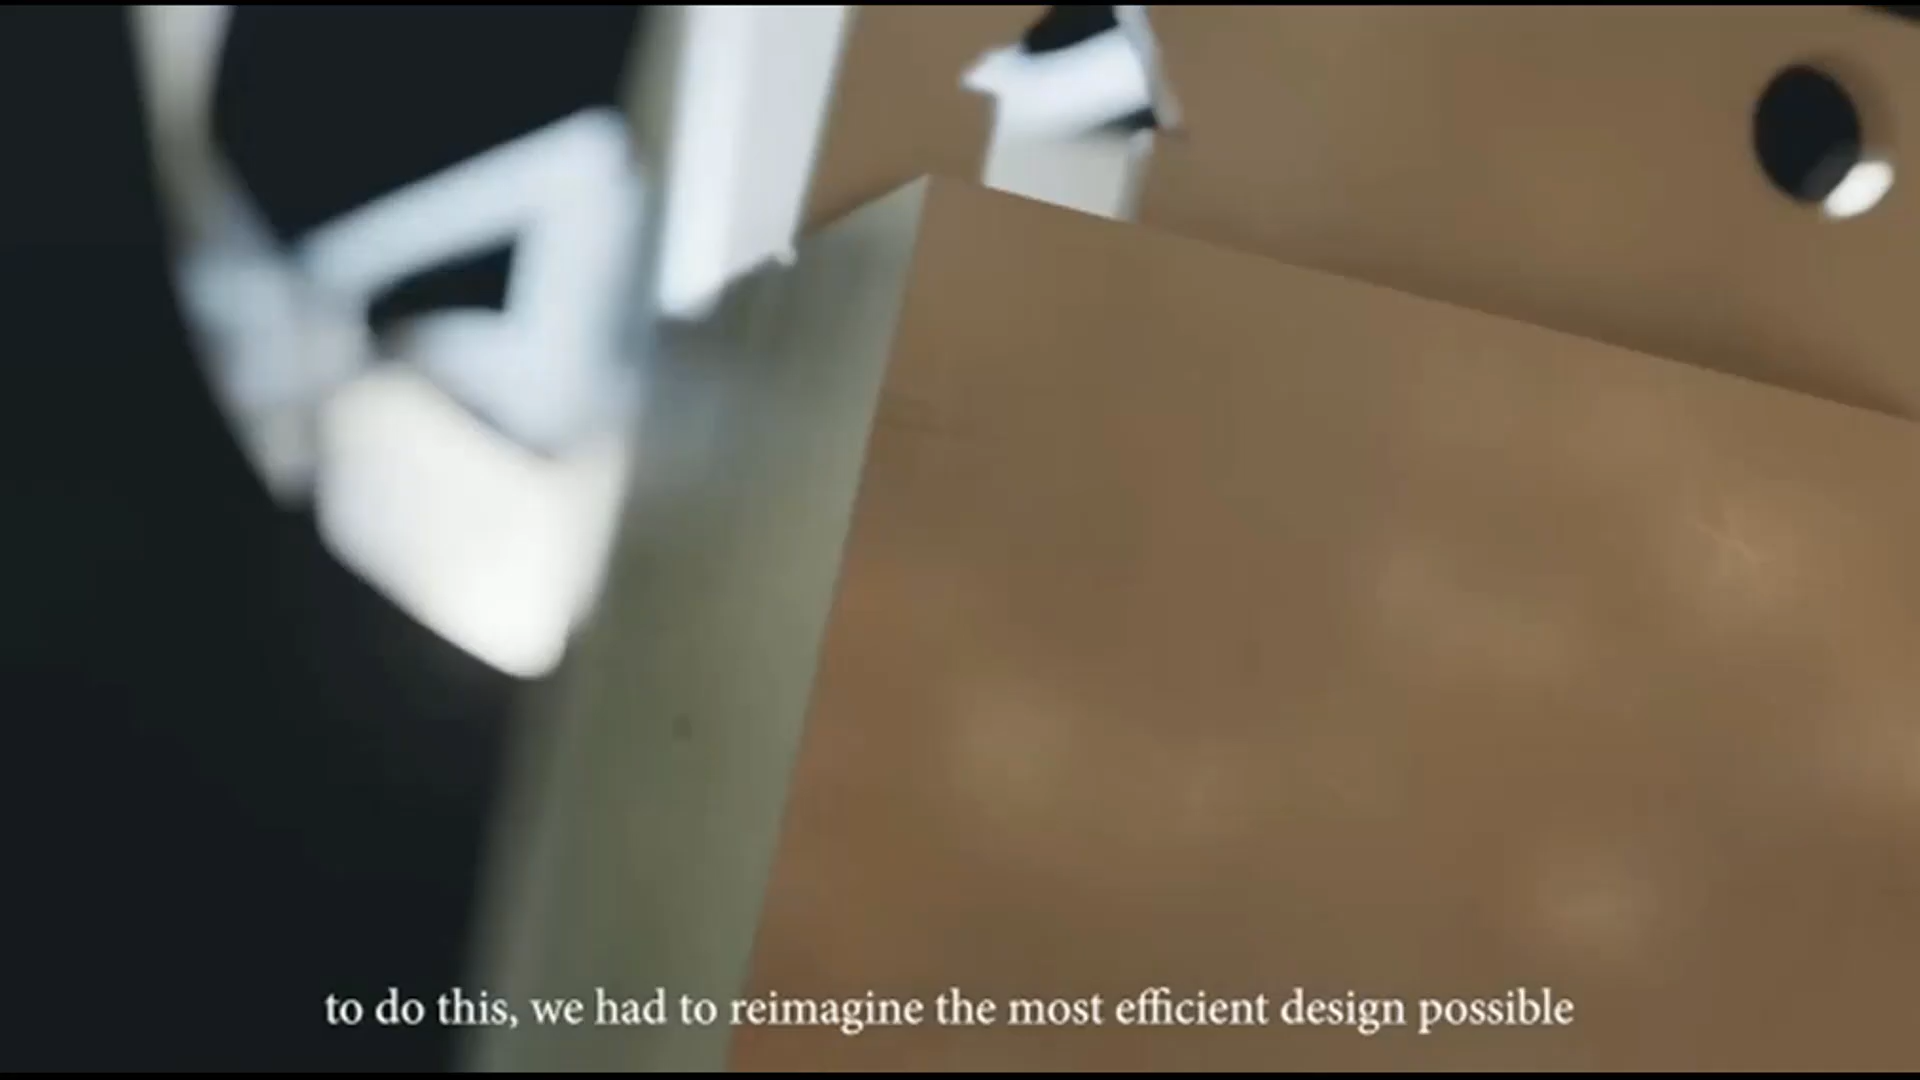 to do this, we had to reimagine the most efficient design possible